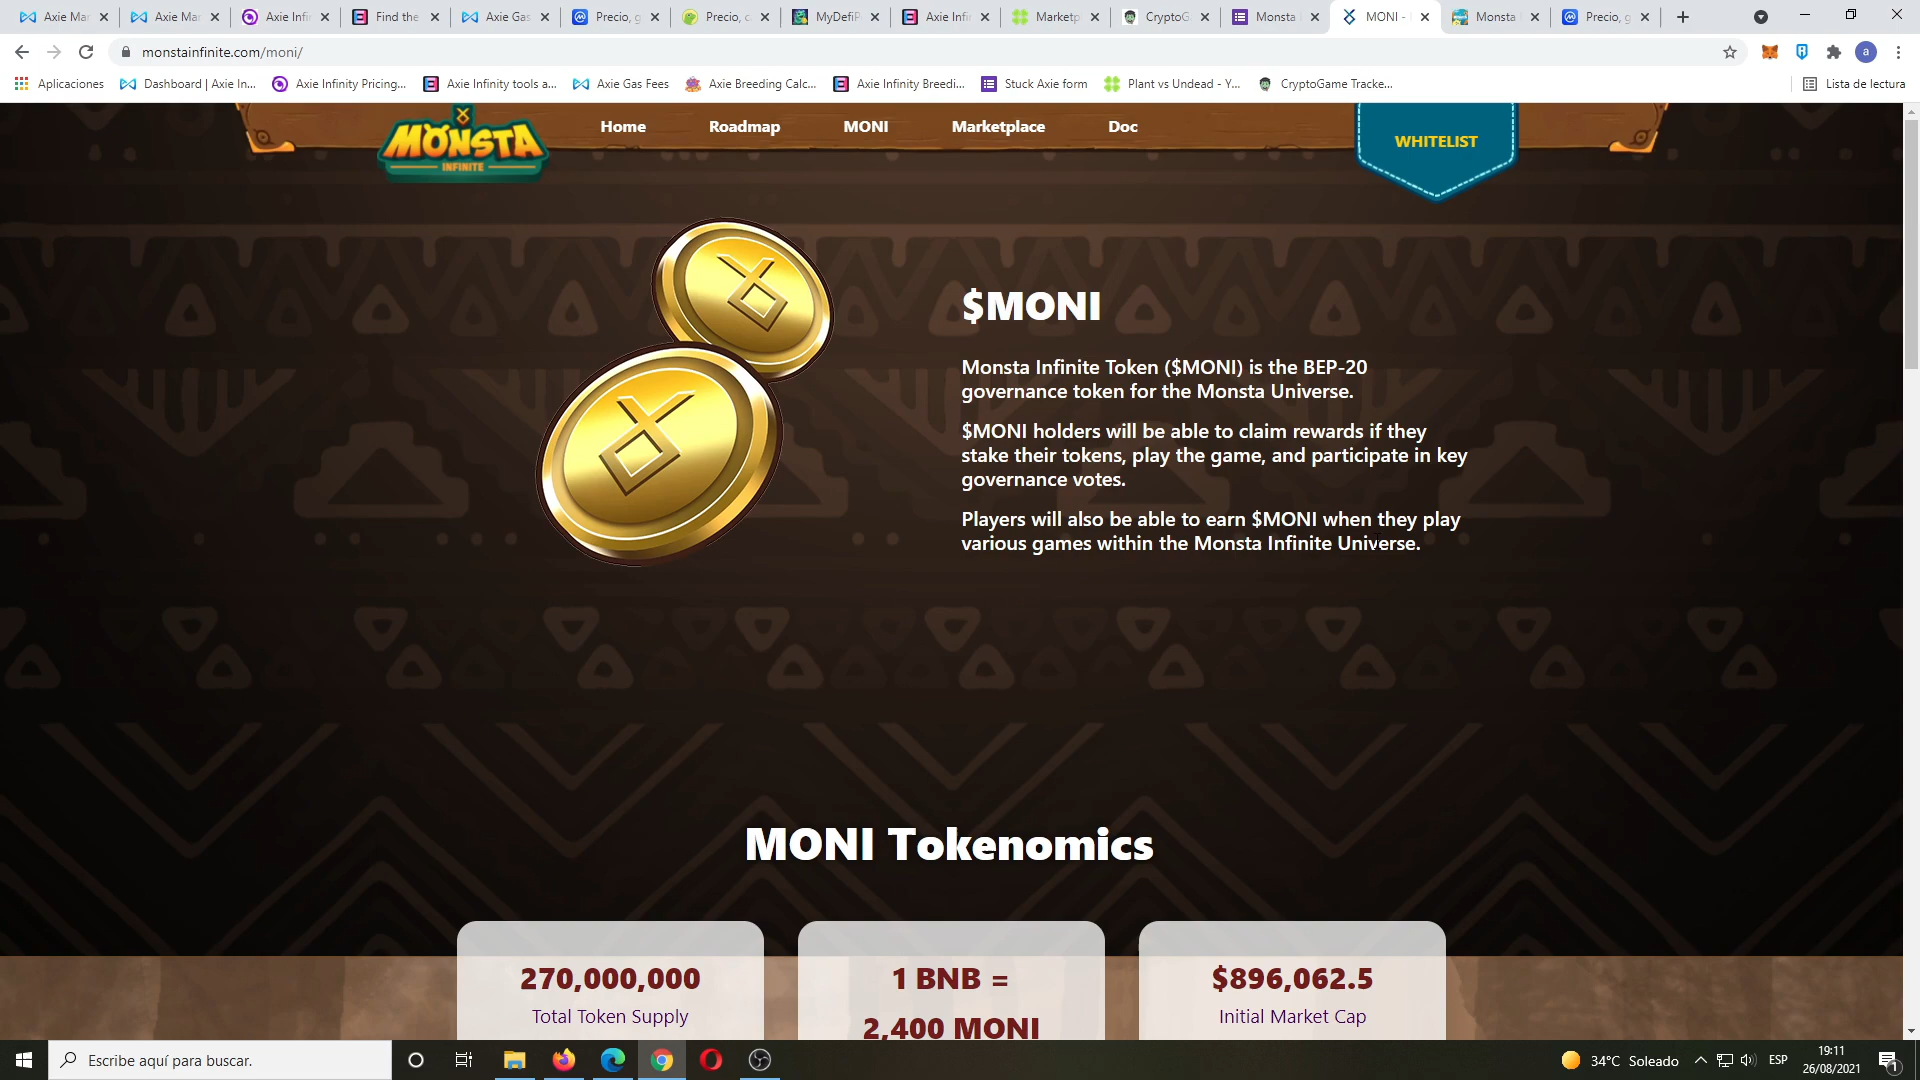 Axie Mar
Axie Mar
Axie Infi
Find the
Axie Gas
Precio, g
Precio, c
MyDefiP
Axie Infi
Marketp
CryptoG
Monsta
MONI -
Monsta
Precio, g
monstainfinite.com/moni/
a
Aplicaciones
Dashboard | Axie In...
Axie Infinity Pricing...
Axie Infinity tools a...
Axie Gas Fees
Axie Breeding Calc...
Axie Infinity Breedi...
Stuck Axie form
Plant vs Undead - Y...
CryptoGame Tracke...
Lista de lectura
MONSTA
INFINITE
Home
Roadmap
MONI
Marketplace
Doc
WHITELIST
$MONI
Monsta Infinite Token ($MONI) is the BEP-20
governance token for the Monsta Universe.
$MONI holders will be able to claim rewards if they
stake their tokens, play the game, and participate in key
governance votes.
Players will also be able to earn $MONI when they play
various games within the Monsta Infinite Universe.
MONI Tokenomics
270,000,000
Total Token Supply
1 BNB =
2,400 MONI
$896,062.5
Initial Market Cap
Escribe aquí para buscar.
34°C Soleado
ESP
19:11
26/08/2021
1